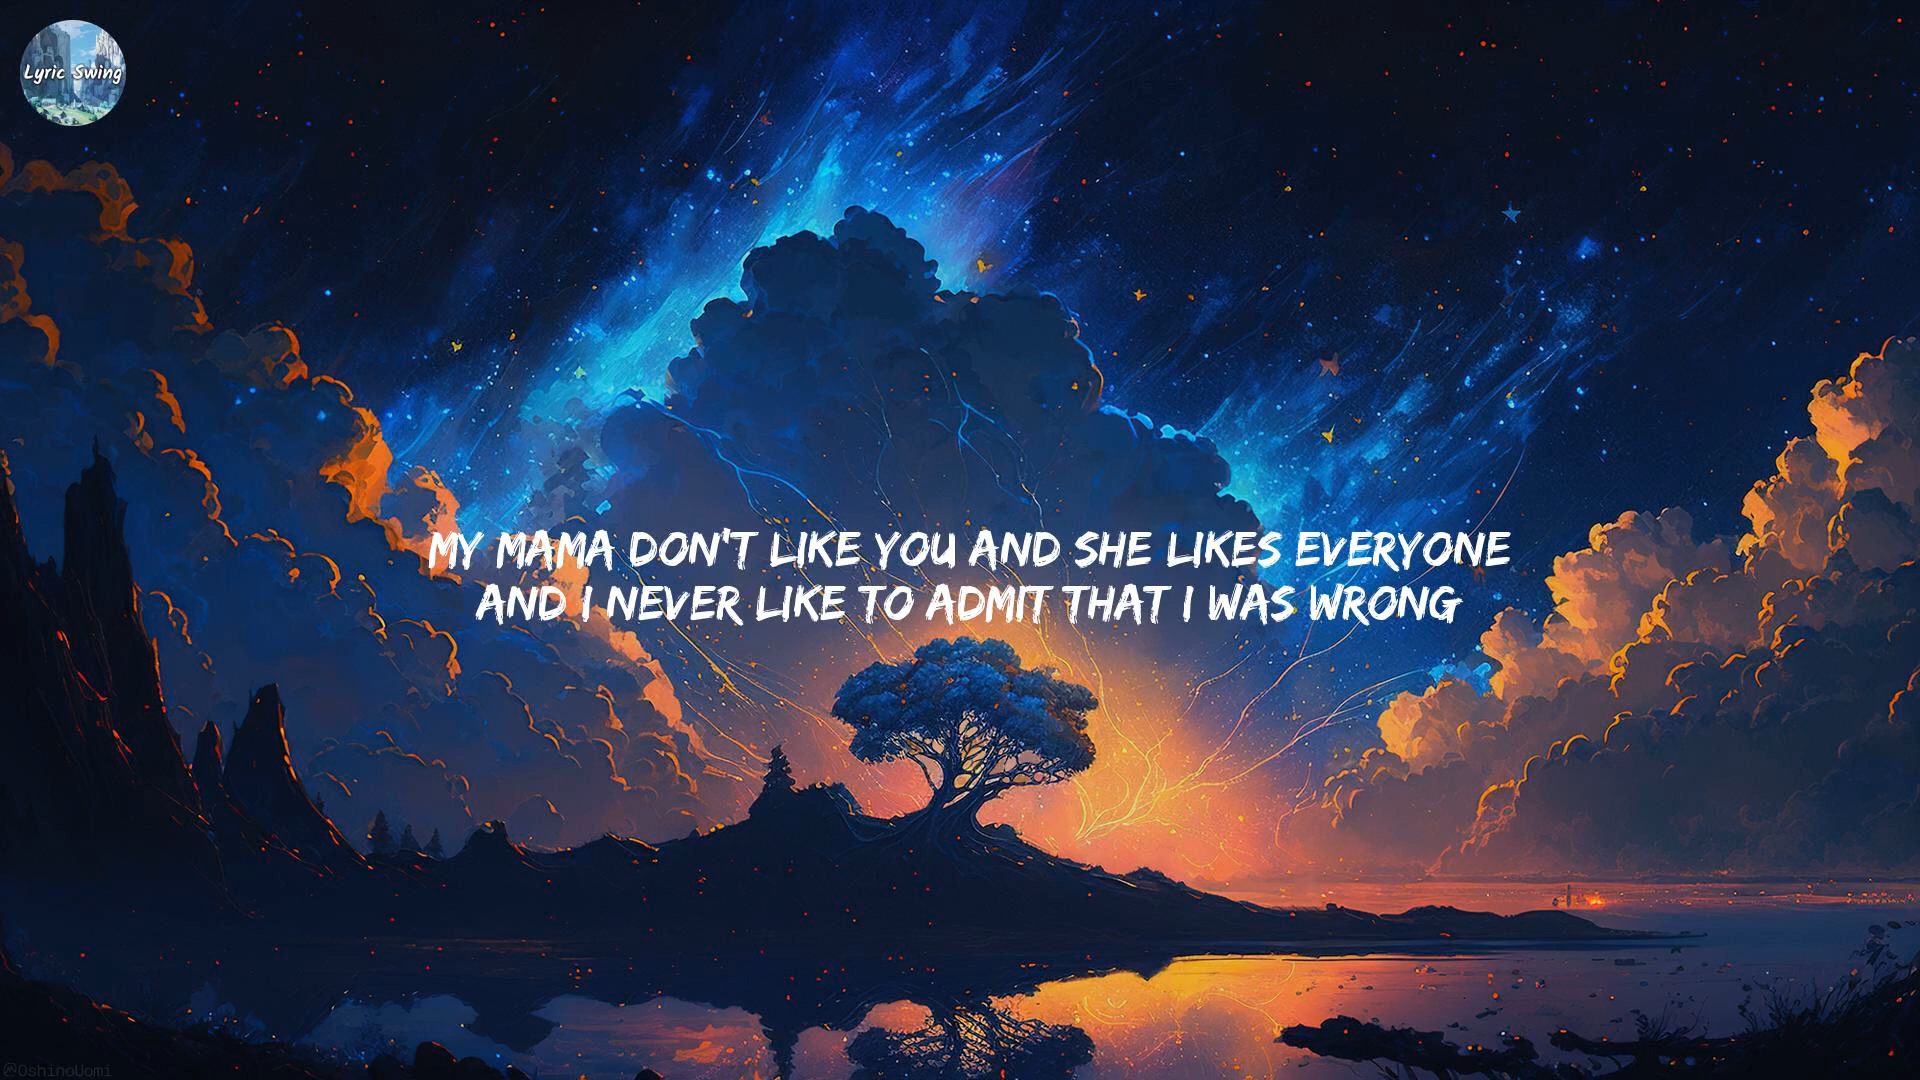 Lyric Swing
MY MAMA DON'T LIKE YOU AND SHE LIKES EVERYONE
AND I NEVER LIKE TO ADMIT THAT I WAS WRONG
@OshinoUomi